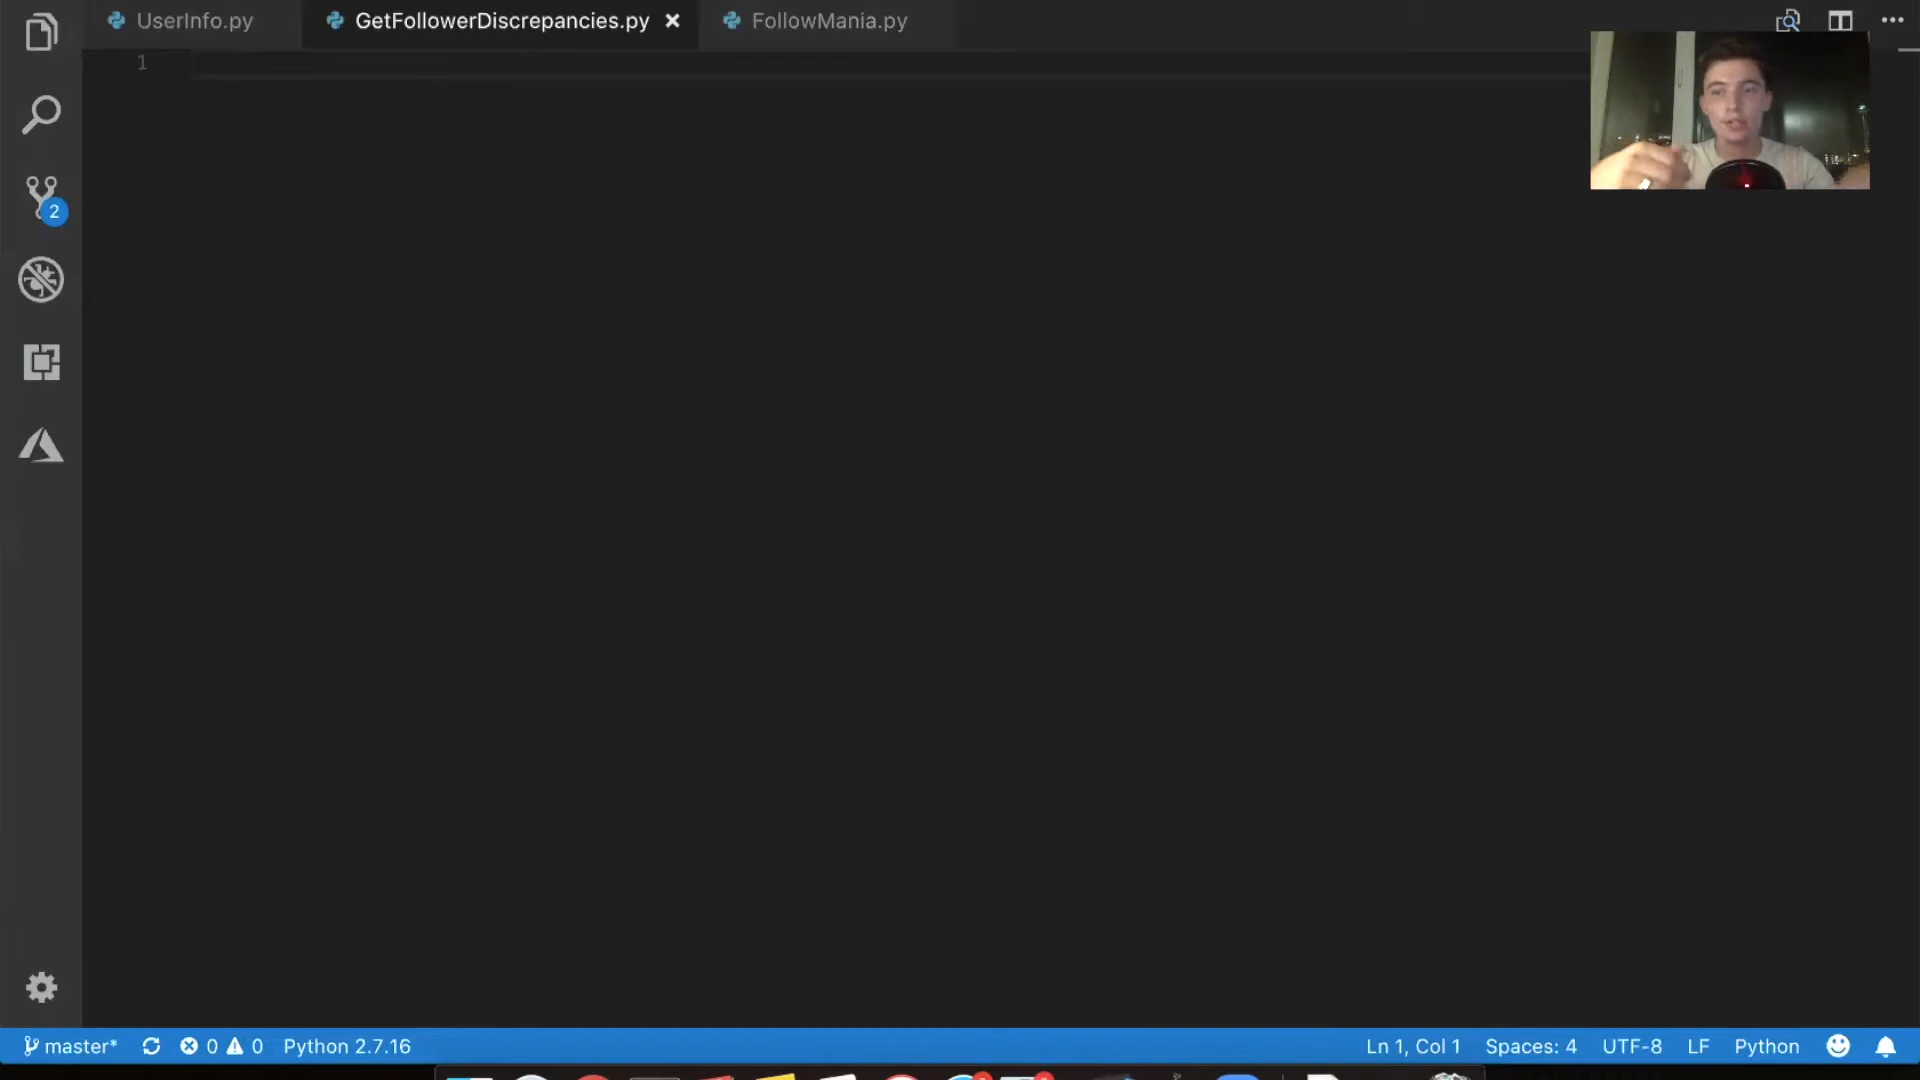 UserInfo.py
GetFollowerDiscrepancies.py
FollowMania.py
1
2
master* 0 0 Python 2.7.16 Ln 1, Col 1 Spaces: 4 UTF-8 LF Python